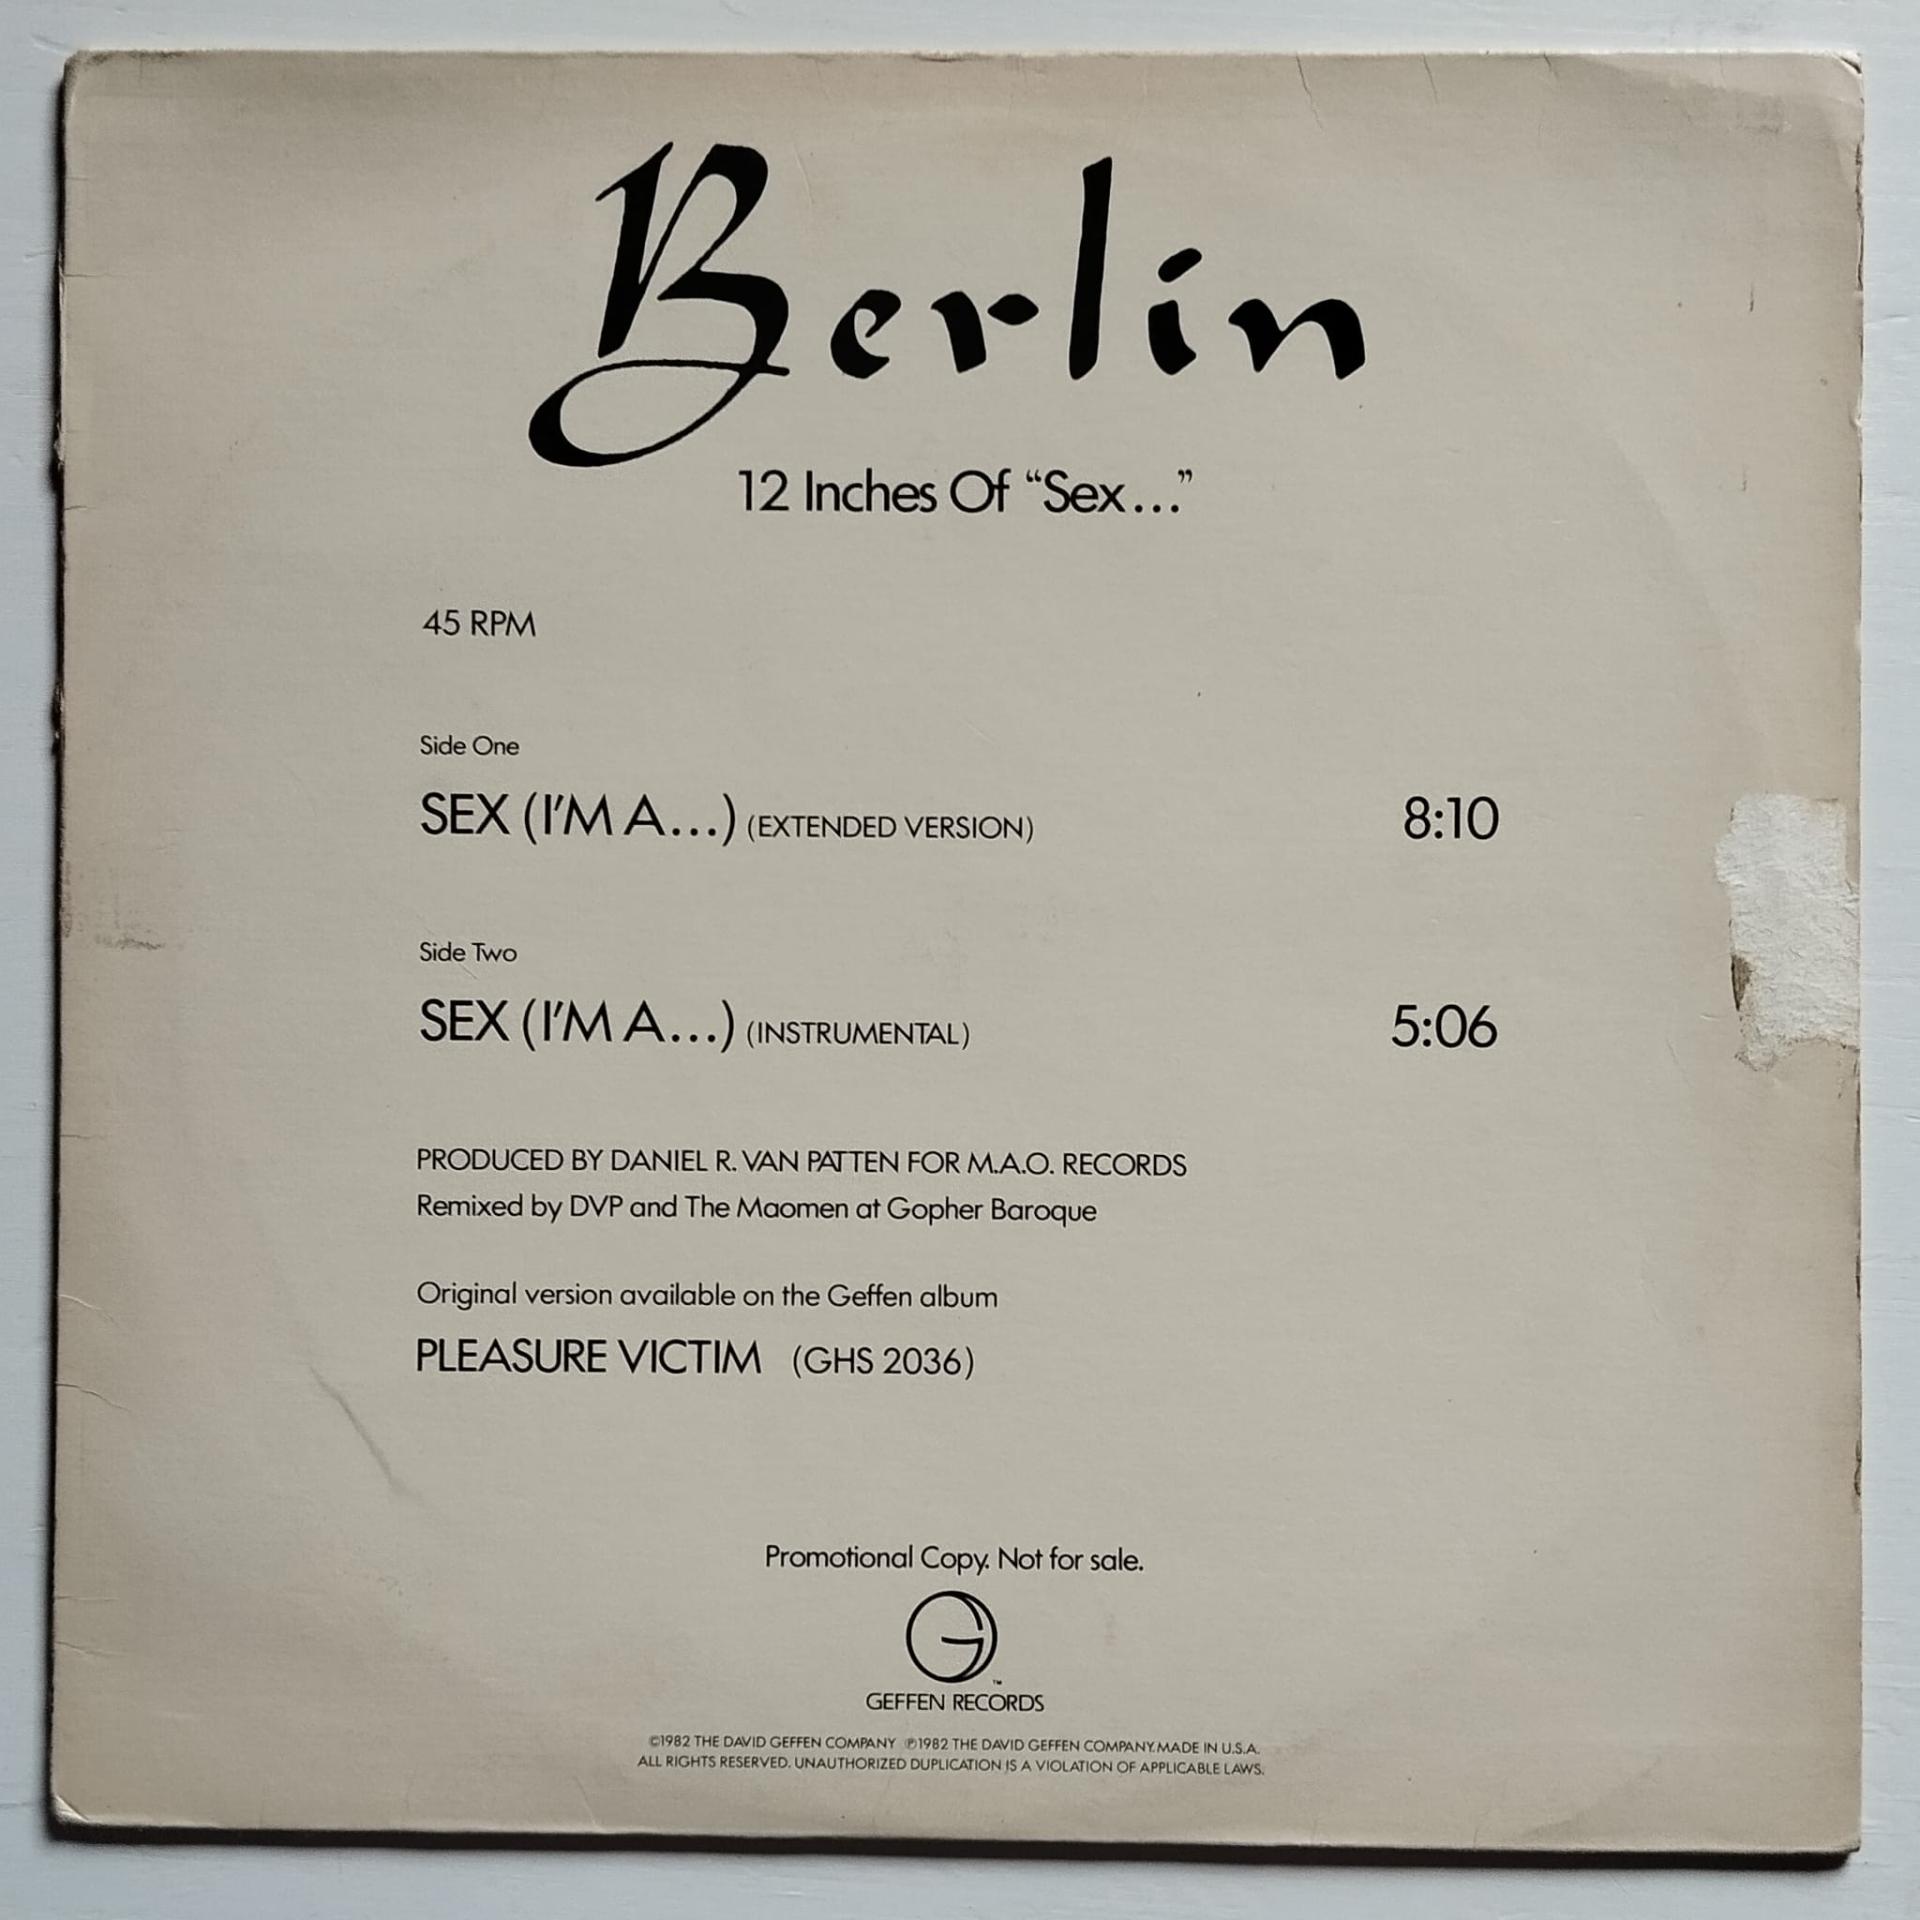 Berlin
12 Inches Of “Sex...”
45 RPM
Side One
SEX (I'M A...) (EXTENDED VERSION) 8:10
Side Two
SEX (I'M A...) (INSTRUMENTAL) 5:06
PRODUCED BY DANIEL R. VAN PATTEN FOR M.A.O. RECORDS
Remixed by DVP and The Maomen at Gopher Baroque
Original version available on the Geffen album
PLEASURE VICTIM (GHS 2036)
Promotional Copy. Not for sale.
G
™
GEFFEN RECORDS
©1982 THE DAVID GEFFEN COMPANY ℗1982 THE DAVID GEFFEN COMPANY. MADE IN U.S.A.
ALL RIGHTS RESERVED. UNAUTHORIZED DUPLICATION IS A VIOLATION OF APPLICABLE LAWS.